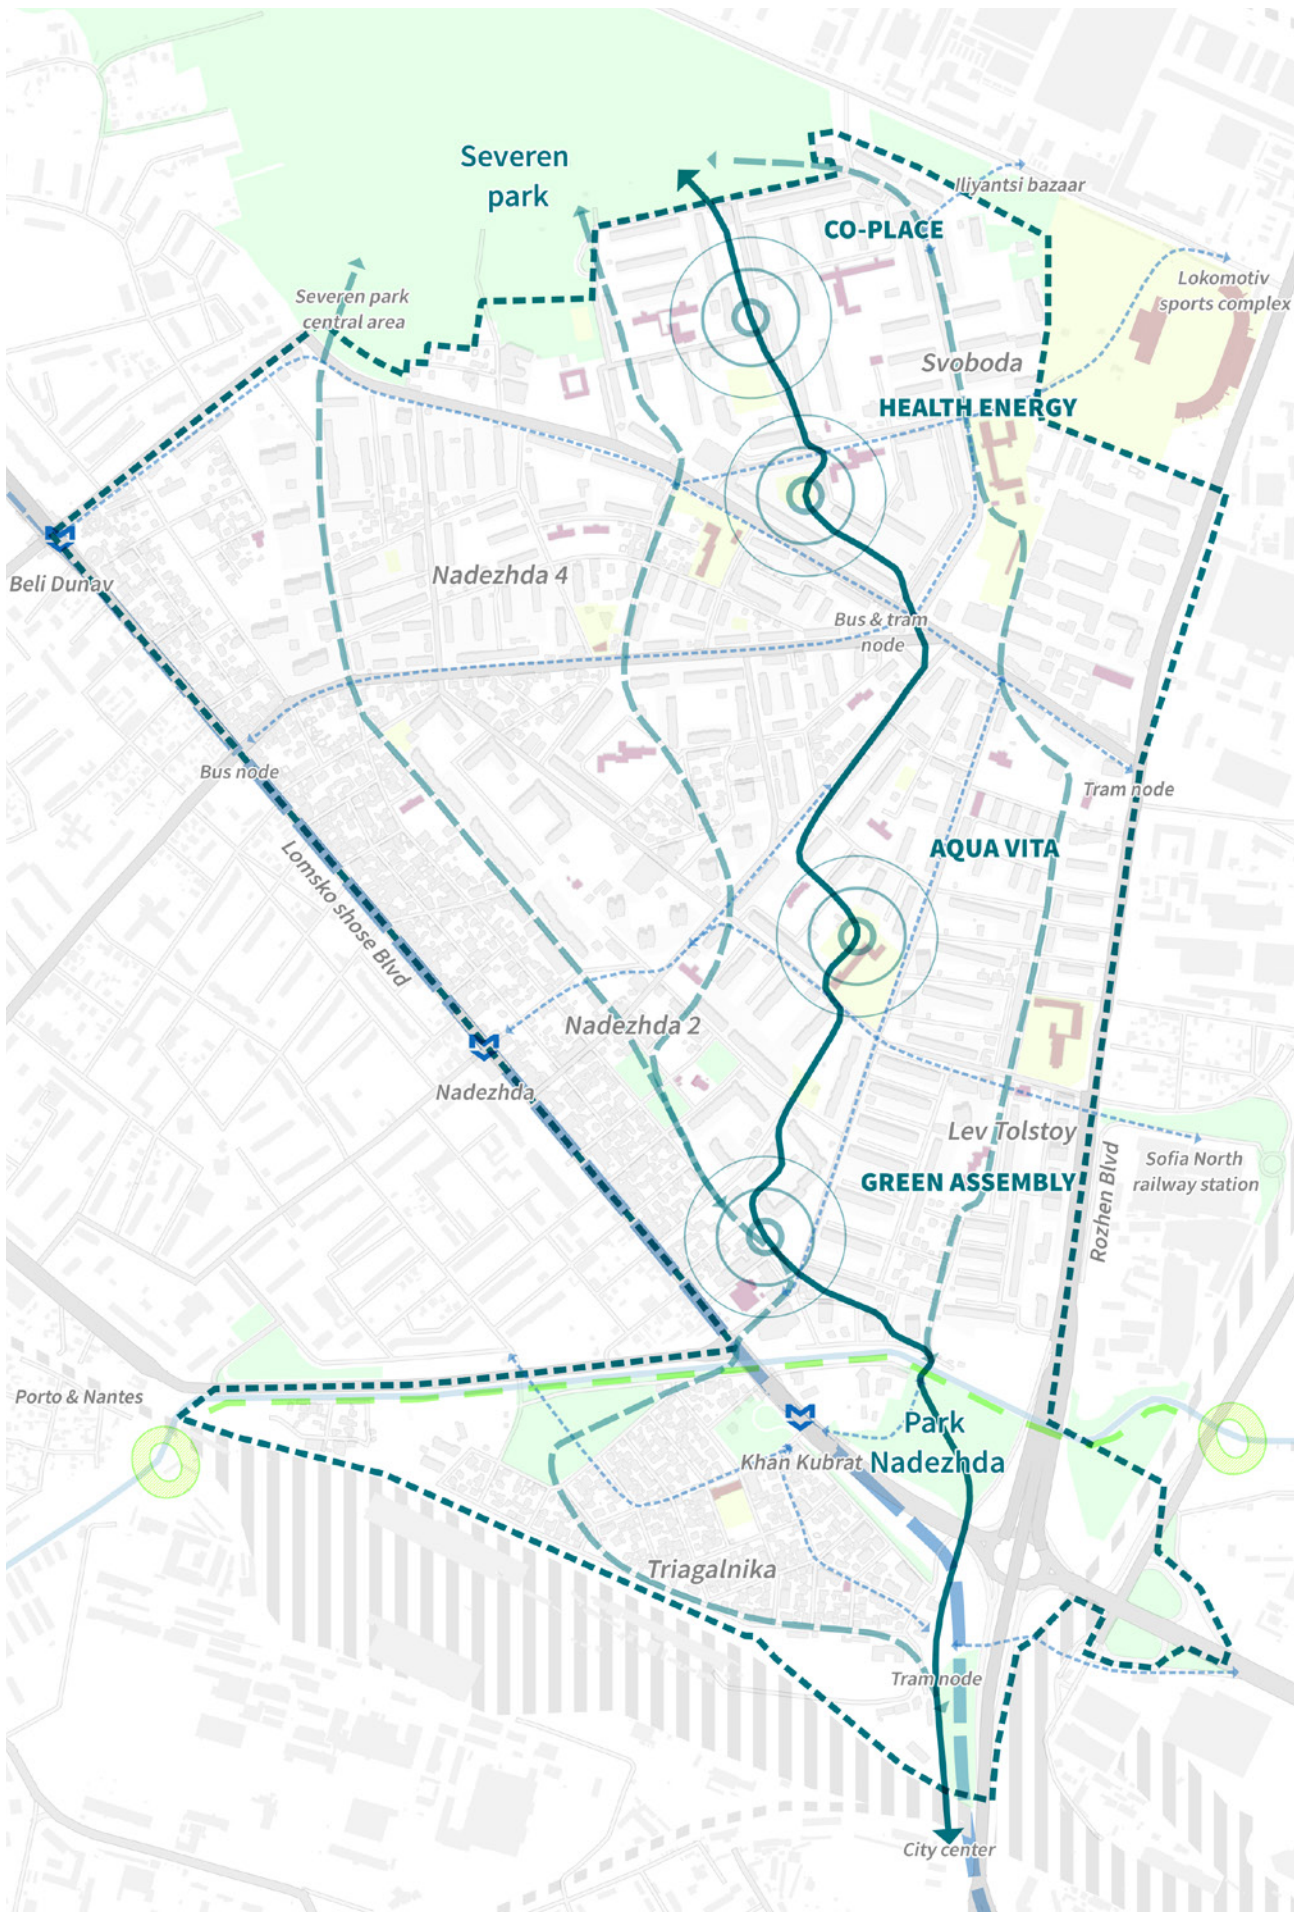 Severen
park
Iliyantsi bazaar
CO-PLACE
Lokomotiv
sports complex
Severen park
central area
Svoboda
HEALTH ENERGY
Beli Dunav
Nadezhda 4
Bus & tram
node
Bus node
Tram node
Lomsko shose Blvd
AQUA VITA
Nadezhda 2
Nadezhda
Lev Tolstoy
Sofia North
railway station
GREEN ASSEMBLY
Rozhen Blvd
Porto & Nantes
Park
Nadezhda
Khan Kubrat
Triagalnika
Tram node
City center